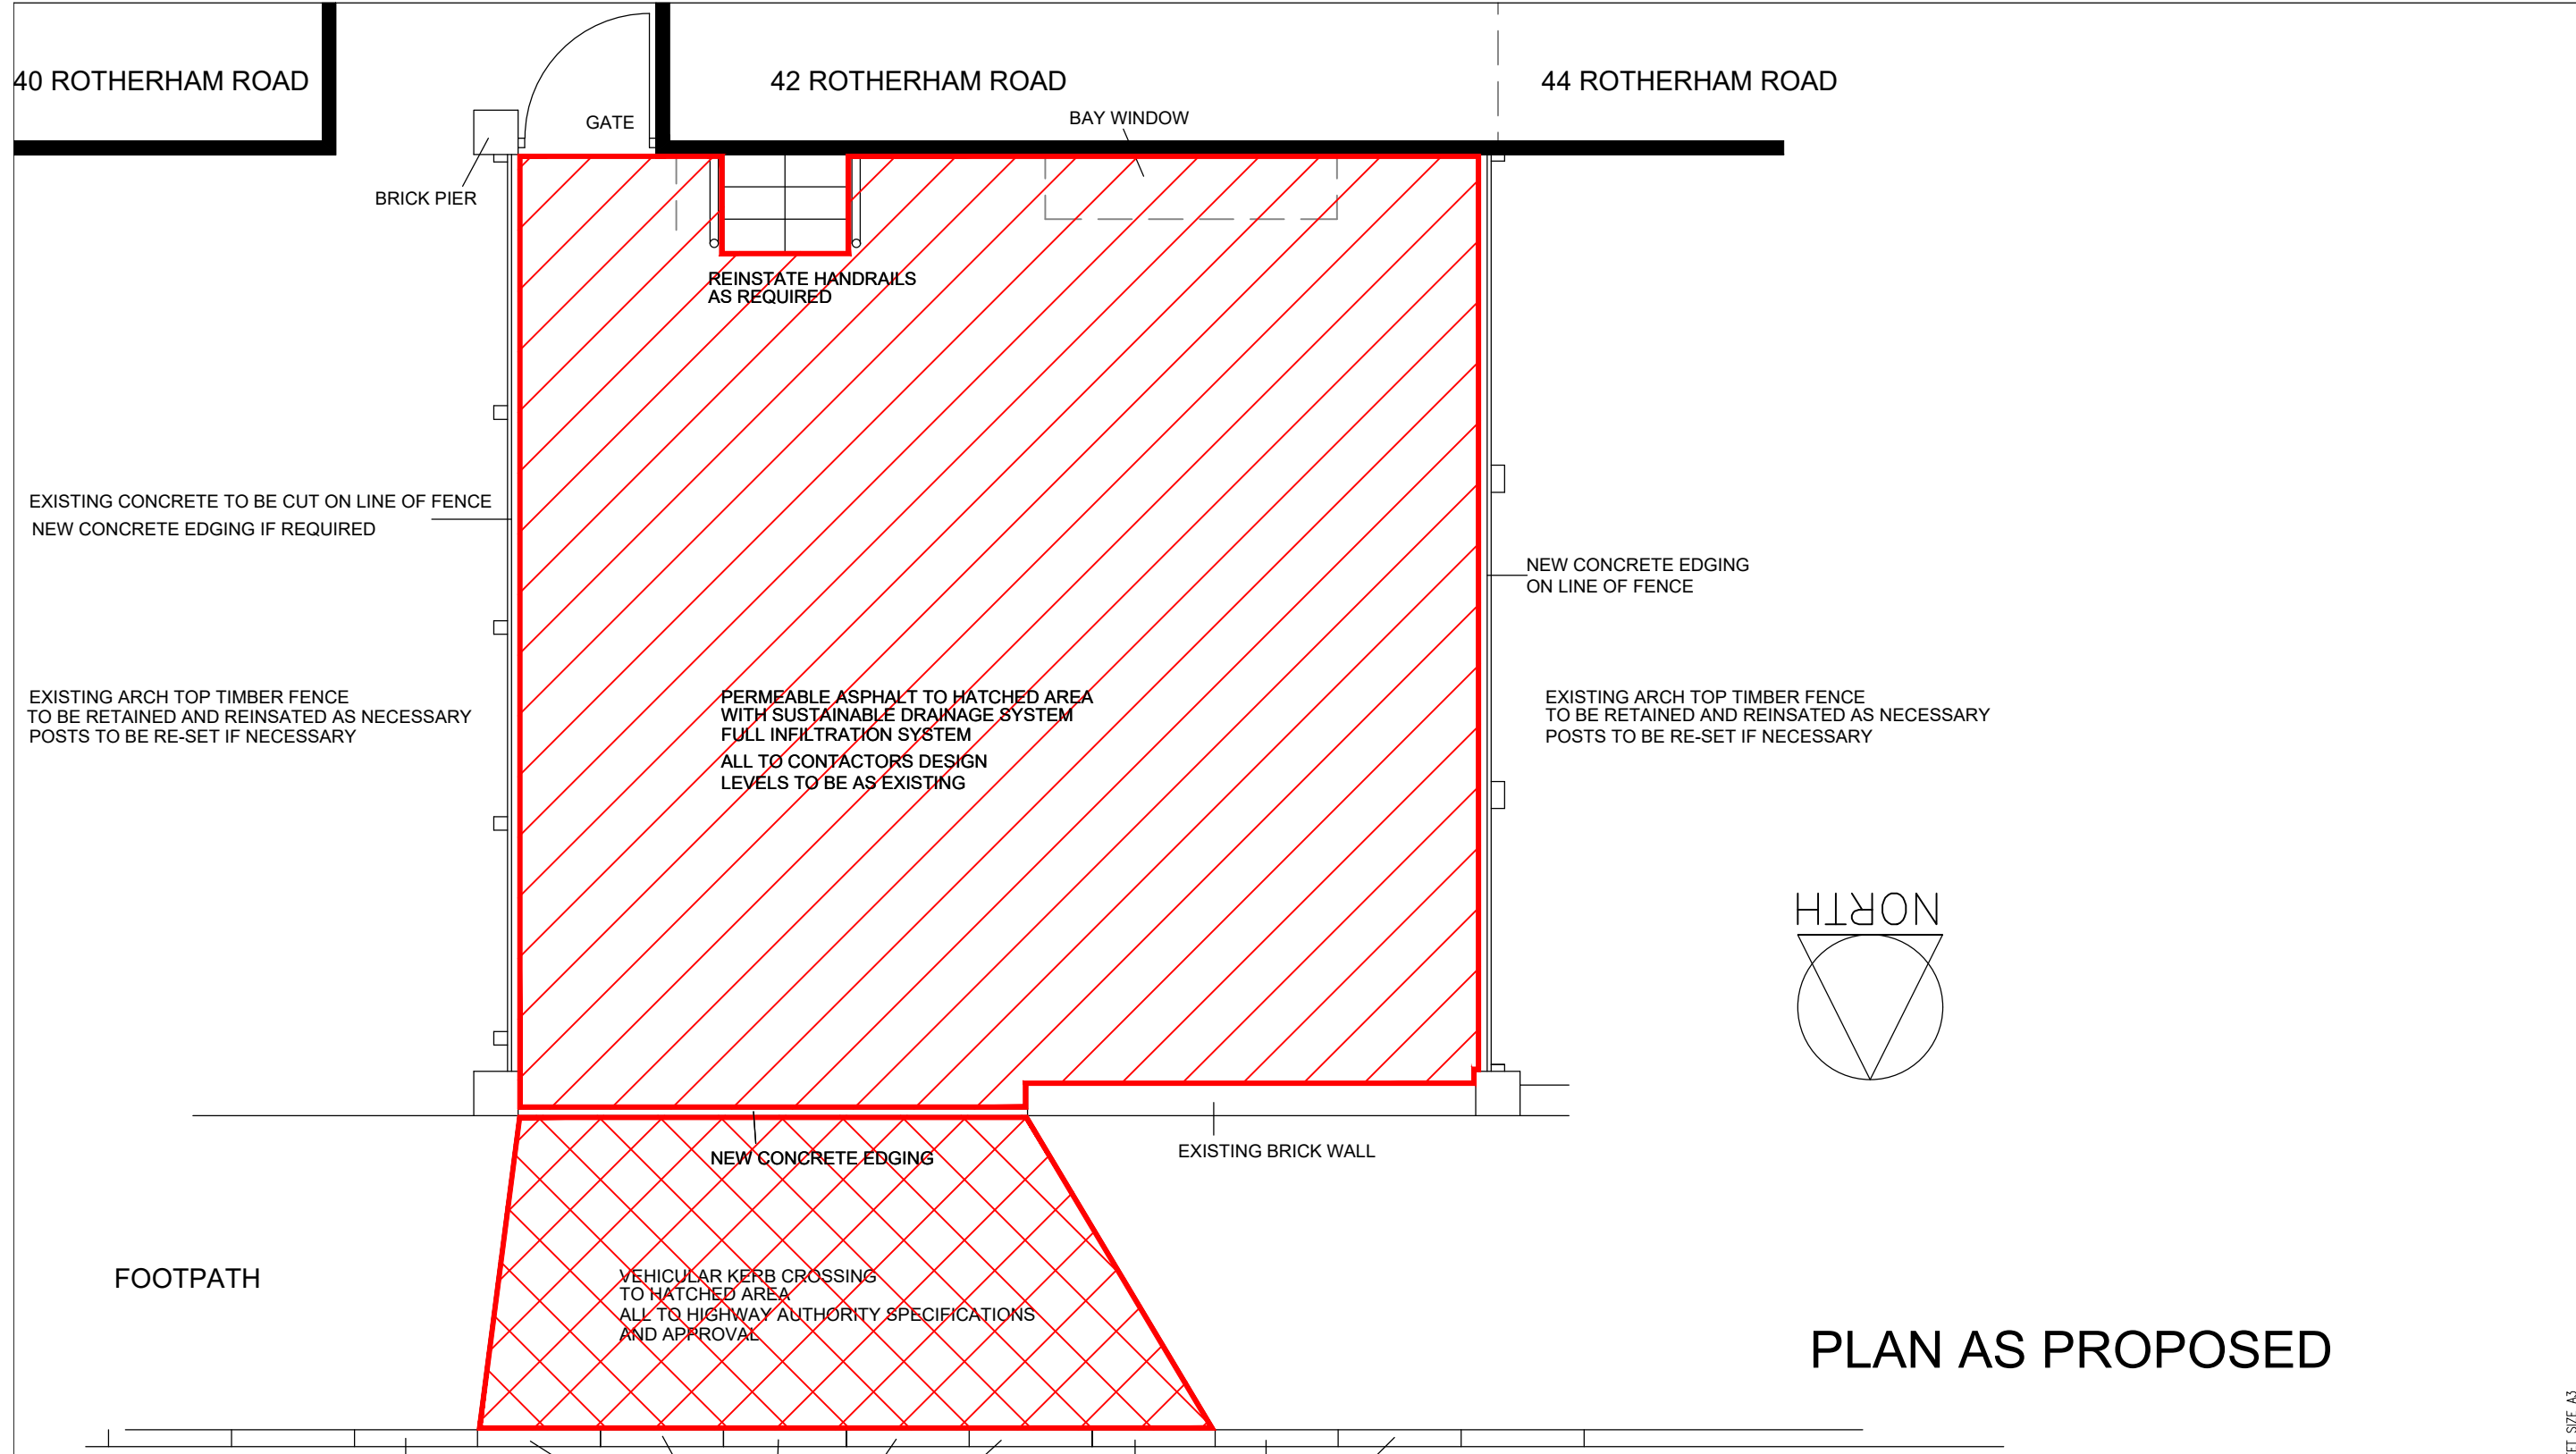 40 ROTHERHAM ROAD
42 ROTHERHAM ROAD
44 ROTHERHAM ROAD
GATE
BAY WINDOW
BRICK PIER
REINSTATE HANDRAILS
AS REQUIRED
EXISTING CONCRETE TO BE CUT ON LINE OF FENCE
NEW CONCRETE EDGING IF REQUIRED
NEW CONCRETE EDGING
ON LINE OF FENCE
EXISTING ARCH TOP TIMBER FENCE
TO BE RETAINED AND REINSATED AS NECESSARY
POSTS TO BE RE-SET IF NECESSARY
PERMEABLE ASPHALT TO HATCHED AREA
WITH SUSTAINABLE DRAINAGE SYSTEM
FULL INFILTRATION SYSTEM
ALL TO CONTACTORS DESIGN
LEVELS TO BE AS EXISTING
EXISTING ARCH TOP TIMBER FENCE
TO BE RETAINED AND REINSATED AS NECESSARY
POSTS TO BE RE-SET IF NECESSARY
NORTH
NEW CONCRETE EDGING
EXISTING BRICK WALL
FOOTPATH
VEHICULAR KERB CROSSING
TO HATCHED AREA
ALL TO HIGHWAY AUTHORITY SPECIFICATIONS
AND APPROVAL
PLAN AS PROPOSED
SIZE A3